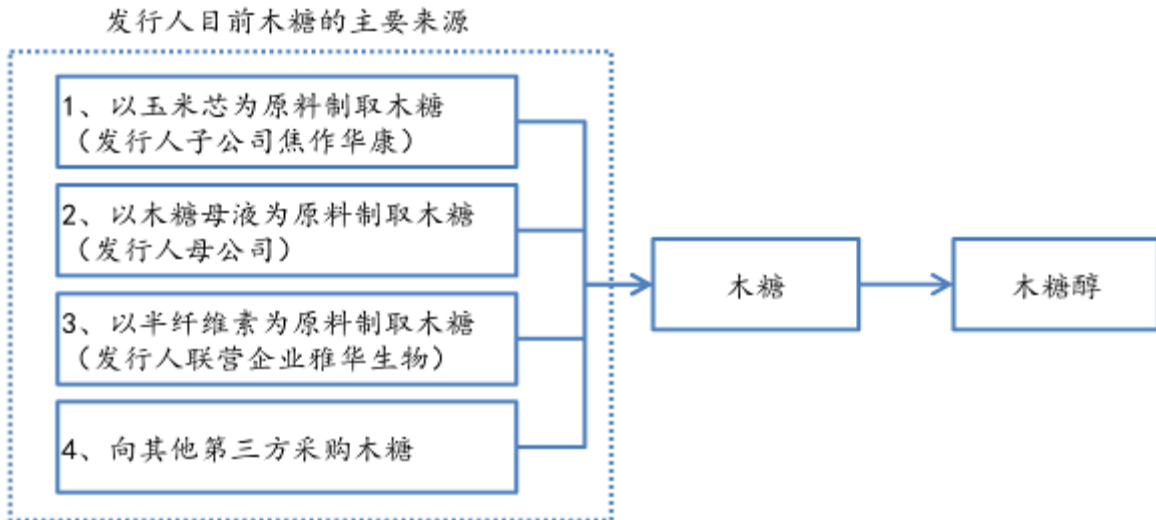 发行人目前木糖的主要来源
1、以玉米芯为原料制取木糖
（发行人子公司焦作华康）
2、以木糖母液为原料制取木糖
（发行人母公司）
3、以半纤维素为原料制取木糖
（发行人联营企业雅华生物）
4、向其他第三方采购木糖
木糖
木糖醇